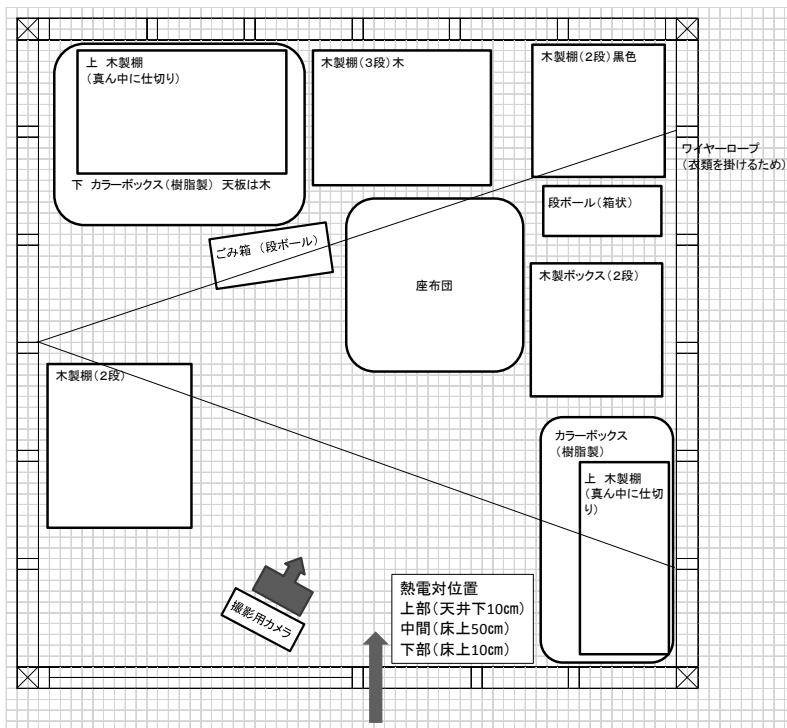 上 木製棚
(真ん中に仕切り)
下 カラーボックス(樹脂製) 天板は木
木製棚(3段)木
木製棚(2段)黒色
ワイヤーロープ
(衣類を掛けるため)
段ボール(箱状)
ごみ箱 (段ボール)
座布団
木製ボックス(2段)
木製棚(2段)
カラーボックス
(樹脂製)
上 木製棚
(真ん中に仕切
り)
撮影用カメラ
熱電対位置
上部(天井下10㎝)
中間(床上50㎝)
下部(床上10㎝)